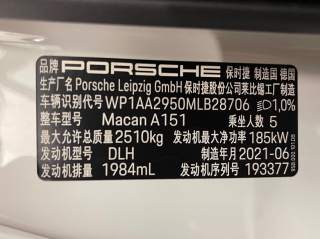 品牌 PORSCHE 保时捷 制造国 德国
生产厂名 Porsche Leipzig GmbH 保时捷股份公司莱比锡工厂制造
车辆识别代号 WP1AA2950MLB28706 1,0%
整车型号 Macan A151 乘坐人数 5
最大允许总质量 2510kg 发动机最大净功率 185kW
发动机型号 DLH 制造年月 2021-06
发动机排量 1984mL 发动机序列号 193377